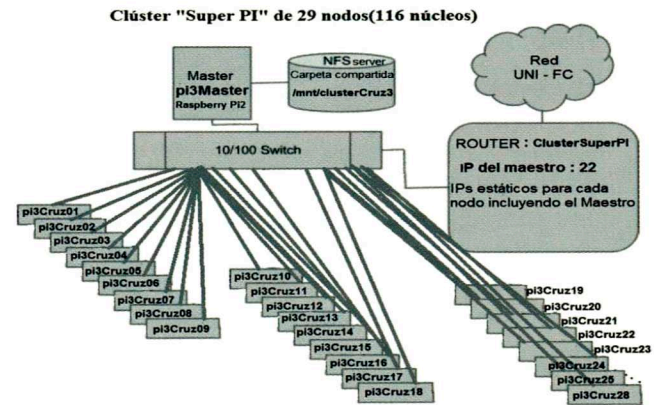 Clúster "Super PI" de 29 nodos(116 núcleos)
Master
pi3Master
Raspberry PI2
NFS server
Carpeta compartida
/mnt/clusterCruz3
Red
UNI - FC
10/100 Switch
ROUTER : ClusterSuperPI
IP del maestro : 22
IPs estáticos para cada
nodo incluyendo el Maestro
pi3Cruz01
pi3Cruz02
pi3Cruz03
pi3Cruz04
pi3Cruz05
pi3Cruz06
pi3Cruz07
pi3Cruz08
pi3Cruz09
pi3Cruz10
pi3Cruz11
pi3Cruz12
pi3Cruz13
pi3Cruz14
pi3Cruz15
pi3Cruz16
pi3Cruz17
pi3Cruz18
pi3Cruz19
pi3Cruz20
pi3Cruz21
pi3Cruz22
pi3Cruz23
pi3Cruz24
pi3Cruz25
pi3Cruz28